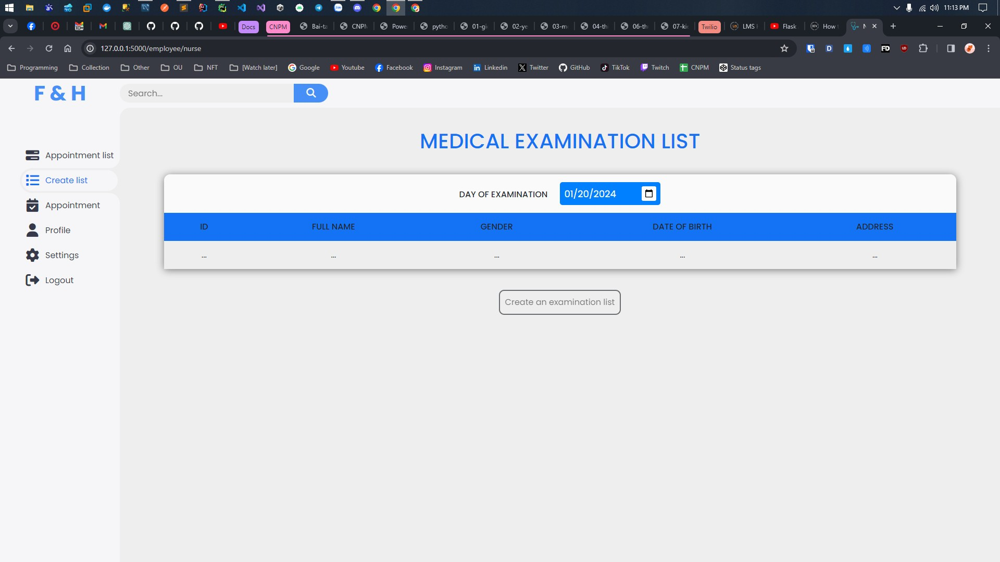 11:13 PM
100+
Docs
CNPM
Bai-ta
CNPM
Powe
pytho
01-gi
02-ye
03-m
04-th
06-th
07-ki
Twilio
LMS
Flask
How
N
127.0.0.1:5000/employee/nurse
Programming
Collection
Other
OU
NFT
[Watch later]
Google
Youtube
Facebook
Instagram
Linkedin
Twitter
GitHub
TikTok
Twitch
CNPM
Status tags
F & H
Search...
MEDICAL EXAMINATION LIST
Appointment list
Create list
Appointment
Profile
Settings
Logout
DAY OF EXAMINATION 01/20/2024
ID FULL NAME GENDER DATE OF BIRTH ADDRESS
... ... ... ... ...
Create an examination list